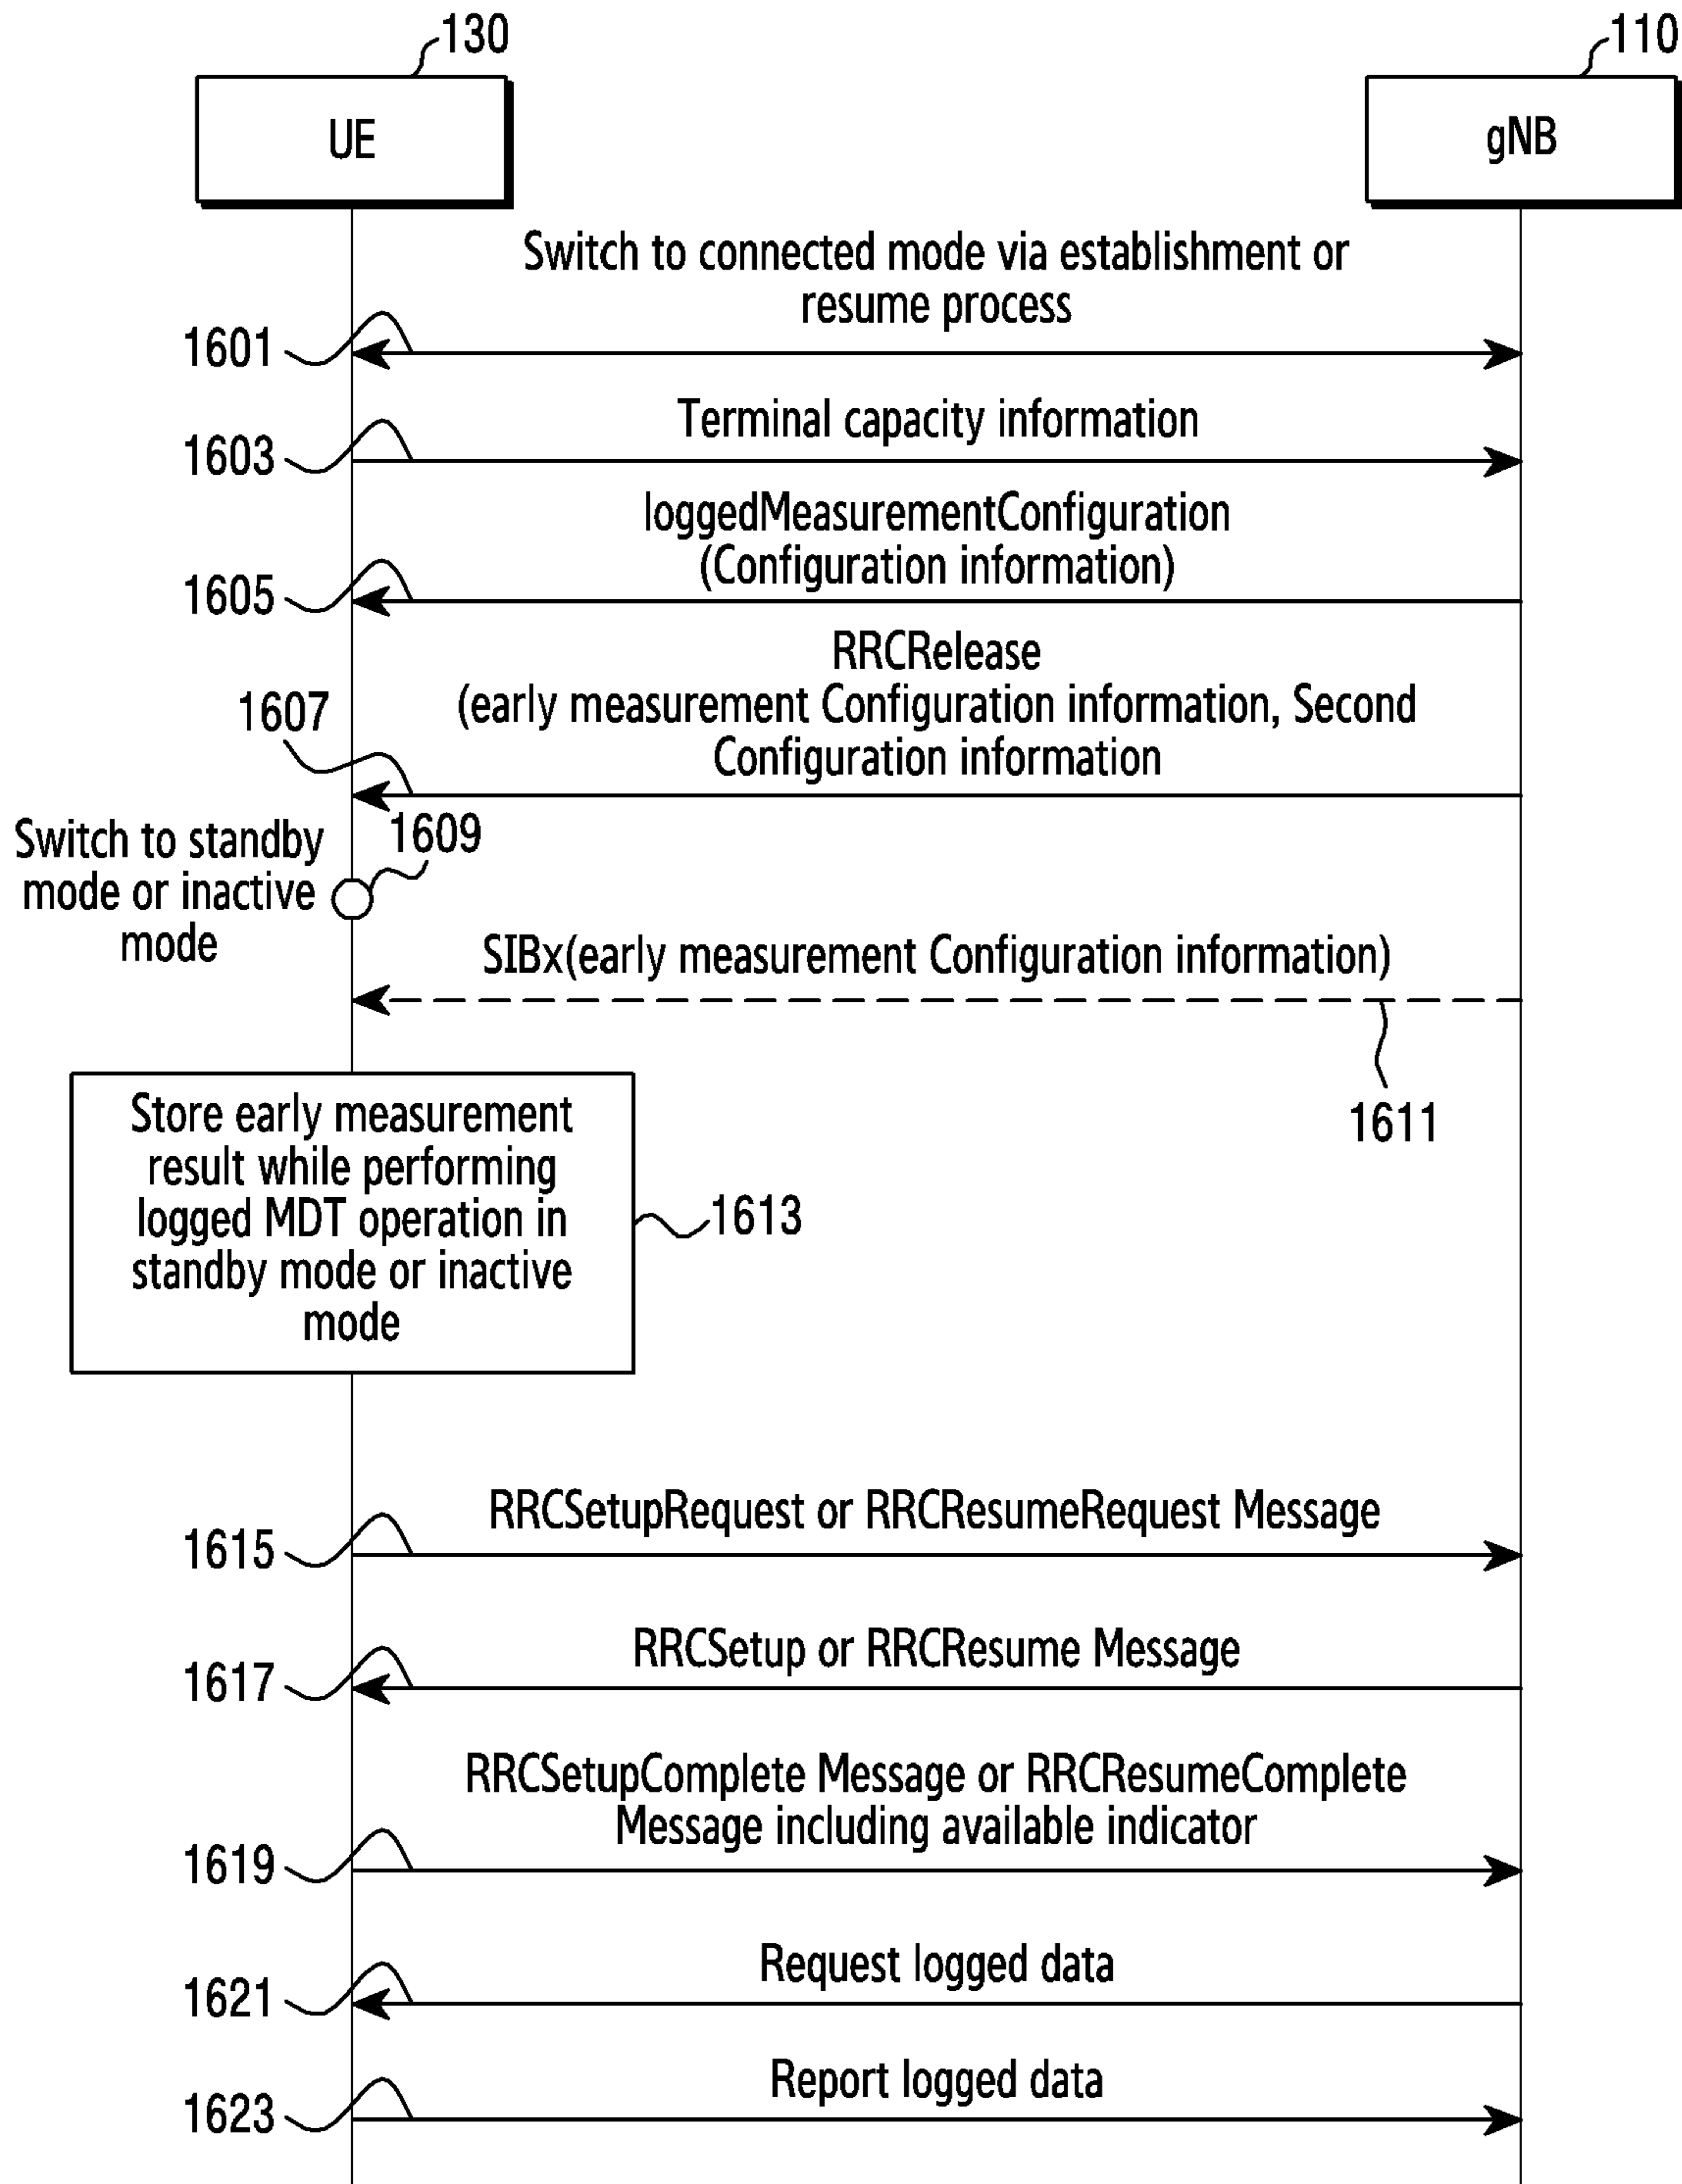 130
110
UE
gNB
Switch to connected mode via establishment or
resume process
1601
Terminal capacity information
1603
loggedMeasurementConfiguration
(Configuration information)
1605
RRCRelease
(early measurement Configuration information, Second
Configuration information
1607
Switch to standby
mode or inactive
mode
1609
SIBx(early measurement Configuration information)
1611
Store early measurement
result while performing
logged MDT operation in
standby mode or inactive
mode
1613
RRCSetupRequest or RRCResumeRequest Message
1615
RRCSetup or RRCResume Message
1617
RRCSetupComplete Message or RRCResumeComplete
Message including available indicator
1619
Request logged data
1621
Report logged data
1623